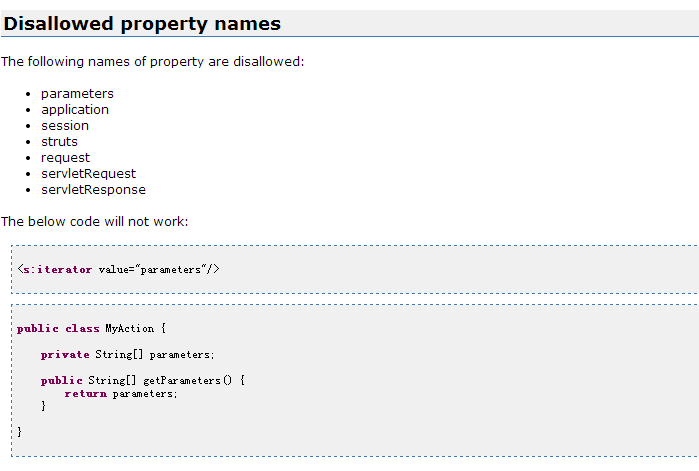 Disallowed property names
The following names of property are disallowed:
• parameters
• application
• session
• struts
• request
• servletRequest
• servletResponse
The below code will not work:
<s:iterator value="parameters"/>
public class MyAction {
private String[] parameters;
public String[] getParameters() {
return parameters;
}
}